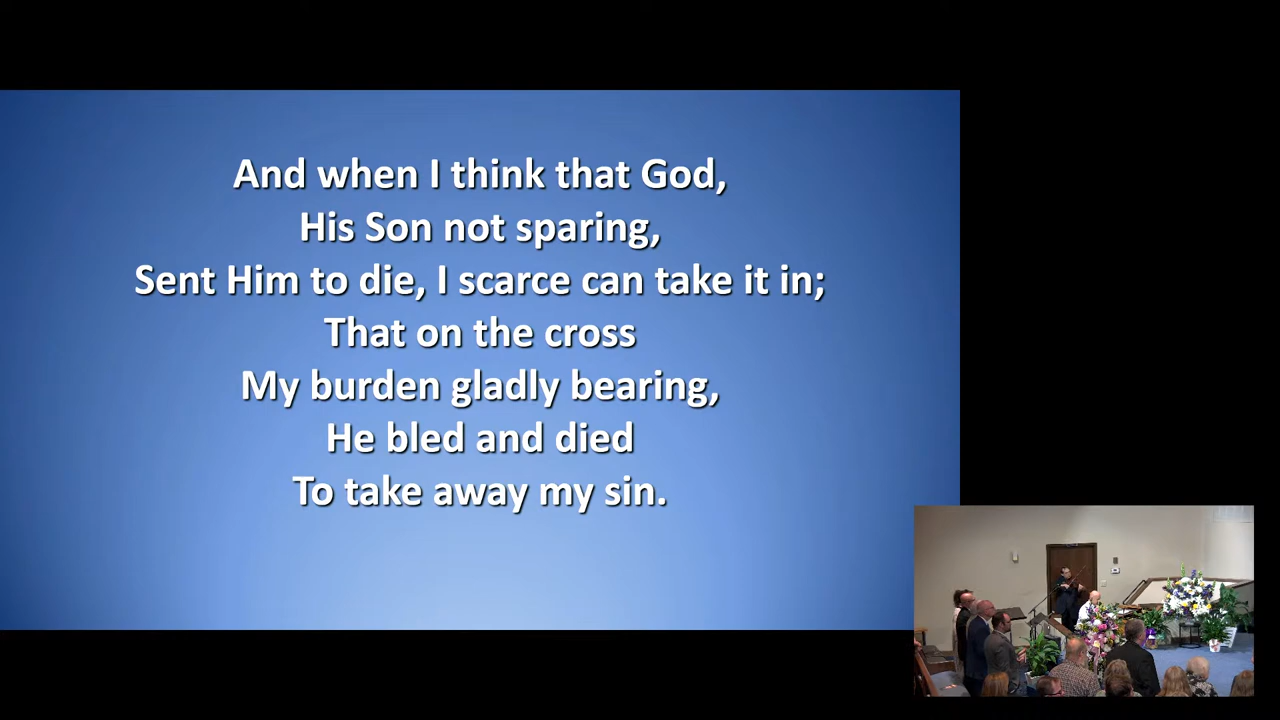 And when I think that God,
His Son not sparing,
Sent Him to die, I scarce can take it in;
That on the cross
My burden gladly bearing,
He bled and died
To take away my sin.